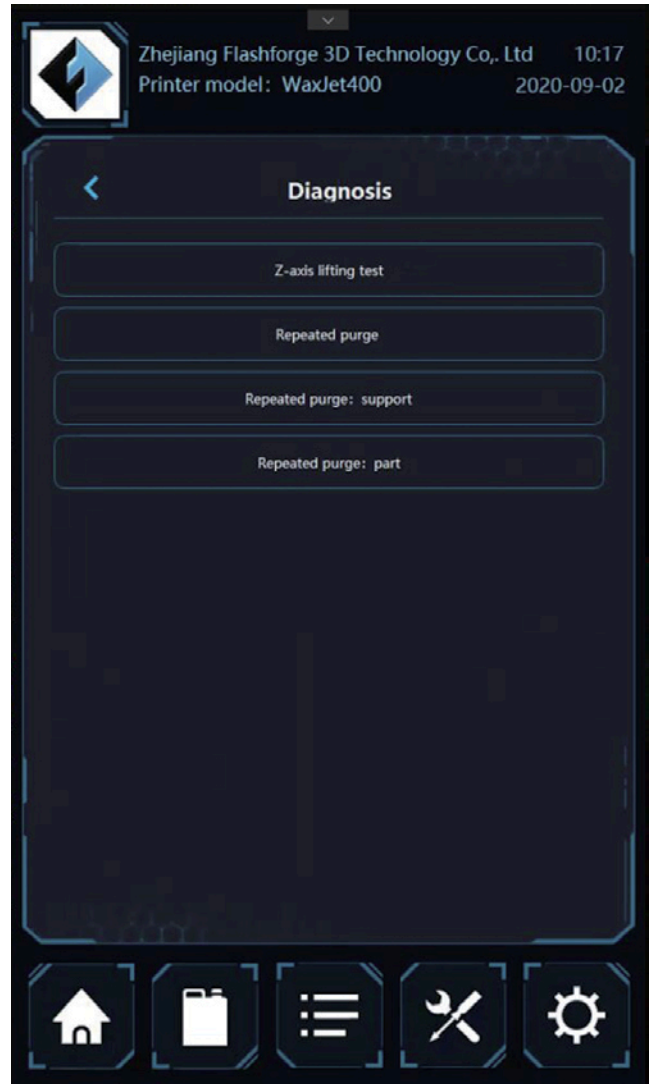 Zhejiang Flashforge 3D Technology Co,. Ltd 10:17
Printer model: WaxJet400 2020-09-02
Diagnosis
Z-axis lifting test
Repeated purge
Repeated purge: support
Repeated purge: part